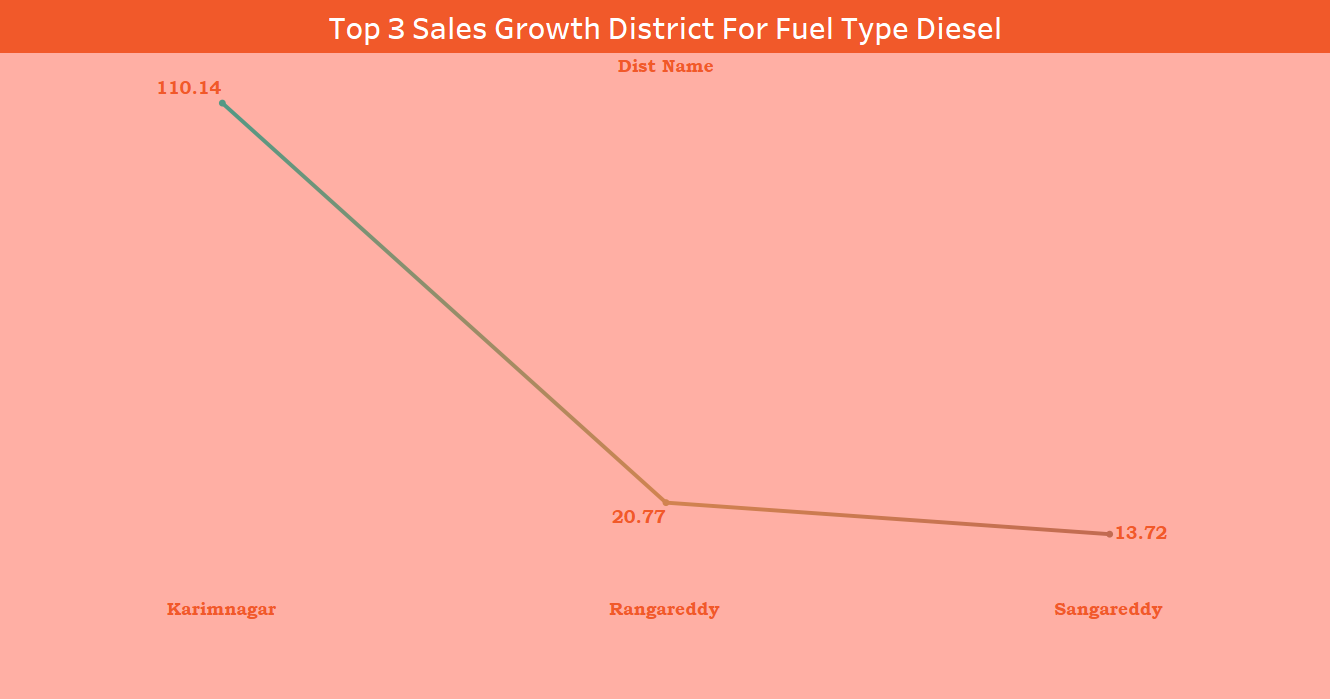 Top 3 Sales Growth District For Fuel Type Diesel
Dist Name
110.14
20.77
13.72
Karimnagar
Rangareddy
Sangareddy